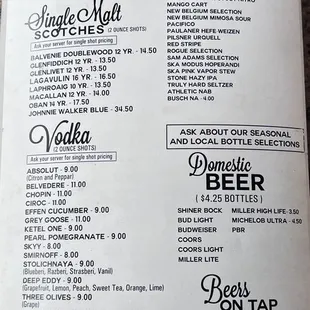 Single Malt
SCOTCHES (2 OUNCE SHOTS)
Ask your server for single shot pricing
BALVENIE DOUBLEWOOD 12 YR. - 14.50
GLENFIDDICH 12 YR. - 13.50
GLENLIVET 12 YR. - 13.50
LAGAVULIN 16 YR. - 16.50
LAPHROAIG 10 YR. - 13.50
MACALLAN 12 YR. - 14.00
OBAN 14 YR. - 17.50
JOHNNIE WALKER BLUE - 34.50
Vodka
(2 OUNCE SHOTS)
Ask your server for single shot pricing
ABSOLUT - 9.00
(Citron and Peppar)
BELVEDERE - 11.00
CHOPIN - 11.00
CIROC - 11.00
EFFEN CUCUMBER - 9.00
GREY GOOSE - 11.00
KETEL ONE - 9.00
PEARL POMEGRANATE - 9.00
SKYY - 8.00
SMIRNOFF - 8.00
STOLICHNAYA - 9.00
(Blueberi, Razberi, Strasberi, Vanil)
DEEP EDDY - 9.00
(Grapefruit, Lemon, Peach, Sweet Tea, Orange, Lime)
THREE OLIVES - 9.00
(Grape)
MANGO CART
NEW BELGIUM SELECTION
NEW BELGIUM MIMOSA SOUR
PACIFICO
PAULANER HEFE WEIZEN
PILSNER URQUELL
RED STRIPE
ROGUE SELECTION
SAM ADAMS SELECTION
SKA MODUS HOPERANDI
SKA PINK VAPOR STEW
STONE HAZY IPA
STELLA
TRULY HARD SELTZER
ATHLETIC NAB
BUSCH NA - 4.00
ASK ABOUT OUR SEASONAL
AND LOCAL BOTTLE SELECTIONS
Domestic
BEER
( $4.25 BOTTLES )
SHINER BOCK
BUD LIGHT
BUDWEISER
COORS
COORS LIGHT
MILLER LITE
MILLER HIGH LIFE -3.50
MICHELOB ULTRA - 4.50
PBR
Beers
ON TAP